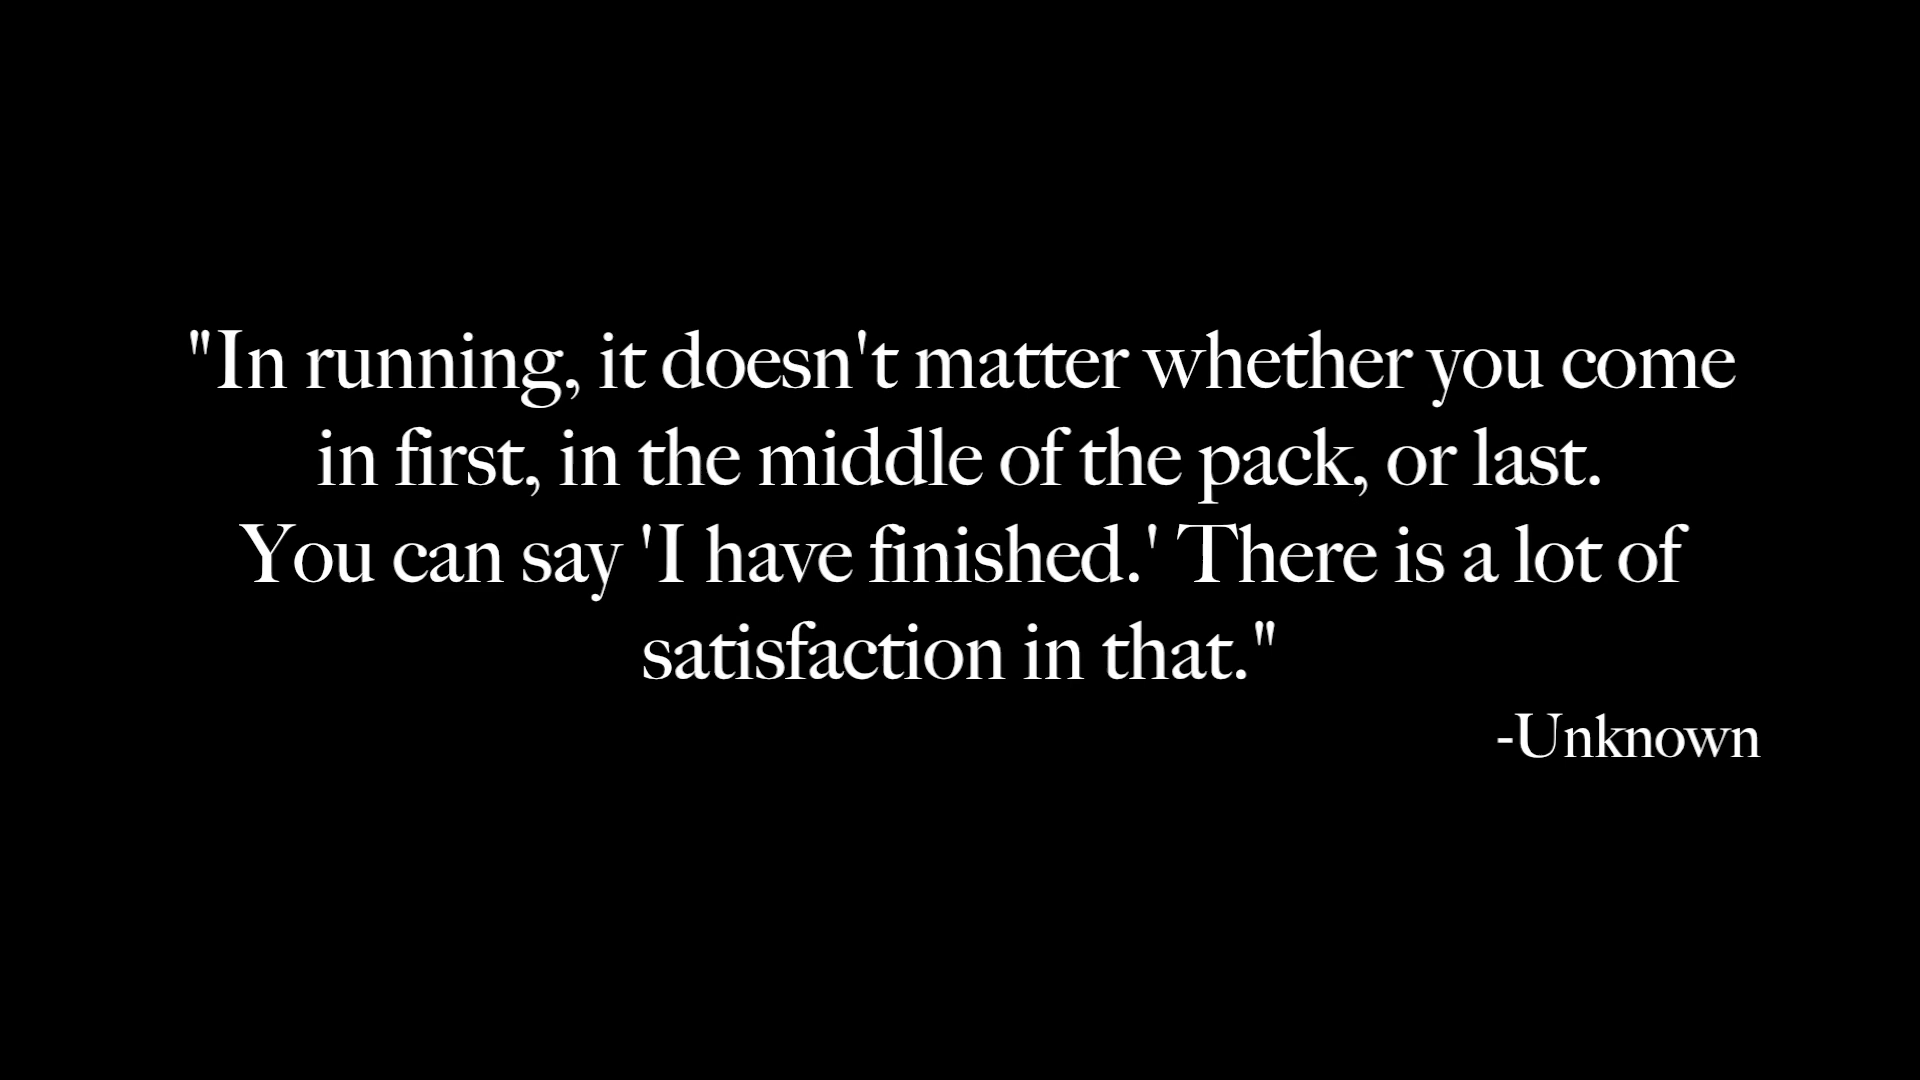 "In running, it doesn't matter whether you come
in first, in the middle of the pack, or last.
You can say 'I have finished.' There is a lot of
satisfaction in that."
-Unknown